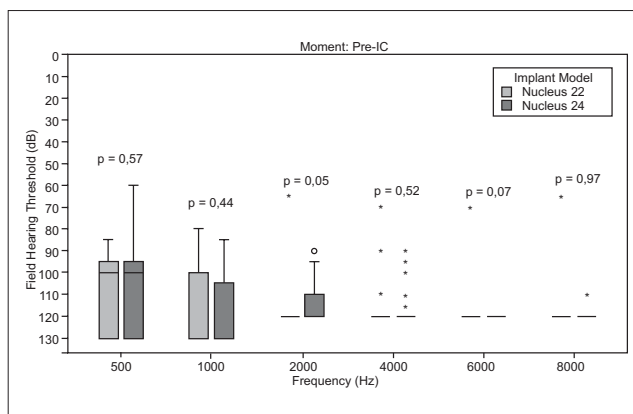 Moment: Pre-IC
Implant Model
Nucleus 22
Nucleus 24
Field Hearing Threshold (dB)
0
10
20
30
40
50
60
70
80
90
100
110
120
130
p = 0,57
p = 0,44
p = 0,05
p = 0,52
p = 0,07
p = 0,97
500
1000
2000
4000
6000
8000
Frequency (Hz)